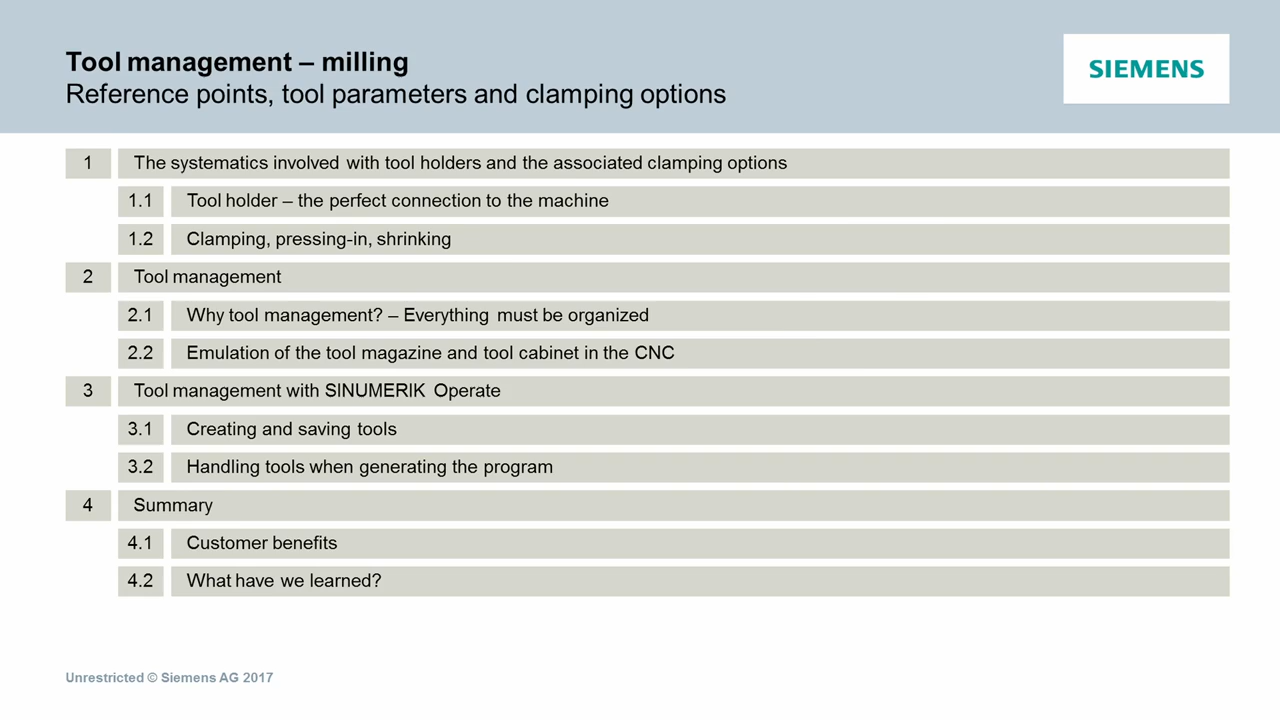 Tool management – milling
Reference points, tool parameters and clamping options
SIEMENS
1 The systematics involved with tool holders and the associated clamping options
1.1 Tool holder – the perfect connection to the machine
1.2 Clamping, pressing-in, shrinking
2 Tool management
2.1 Why tool management? – Everything must be organized
2.2 Emulation of the tool magazine and tool cabinet in the CNC
3 Tool management with SINUMERIK Operate
3.1 Creating and saving tools
3.2 Handling tools when generating the program
4 Summary
4.1 Customer benefits
4.2 What have we learned?
Unrestricted © Siemens AG 2017